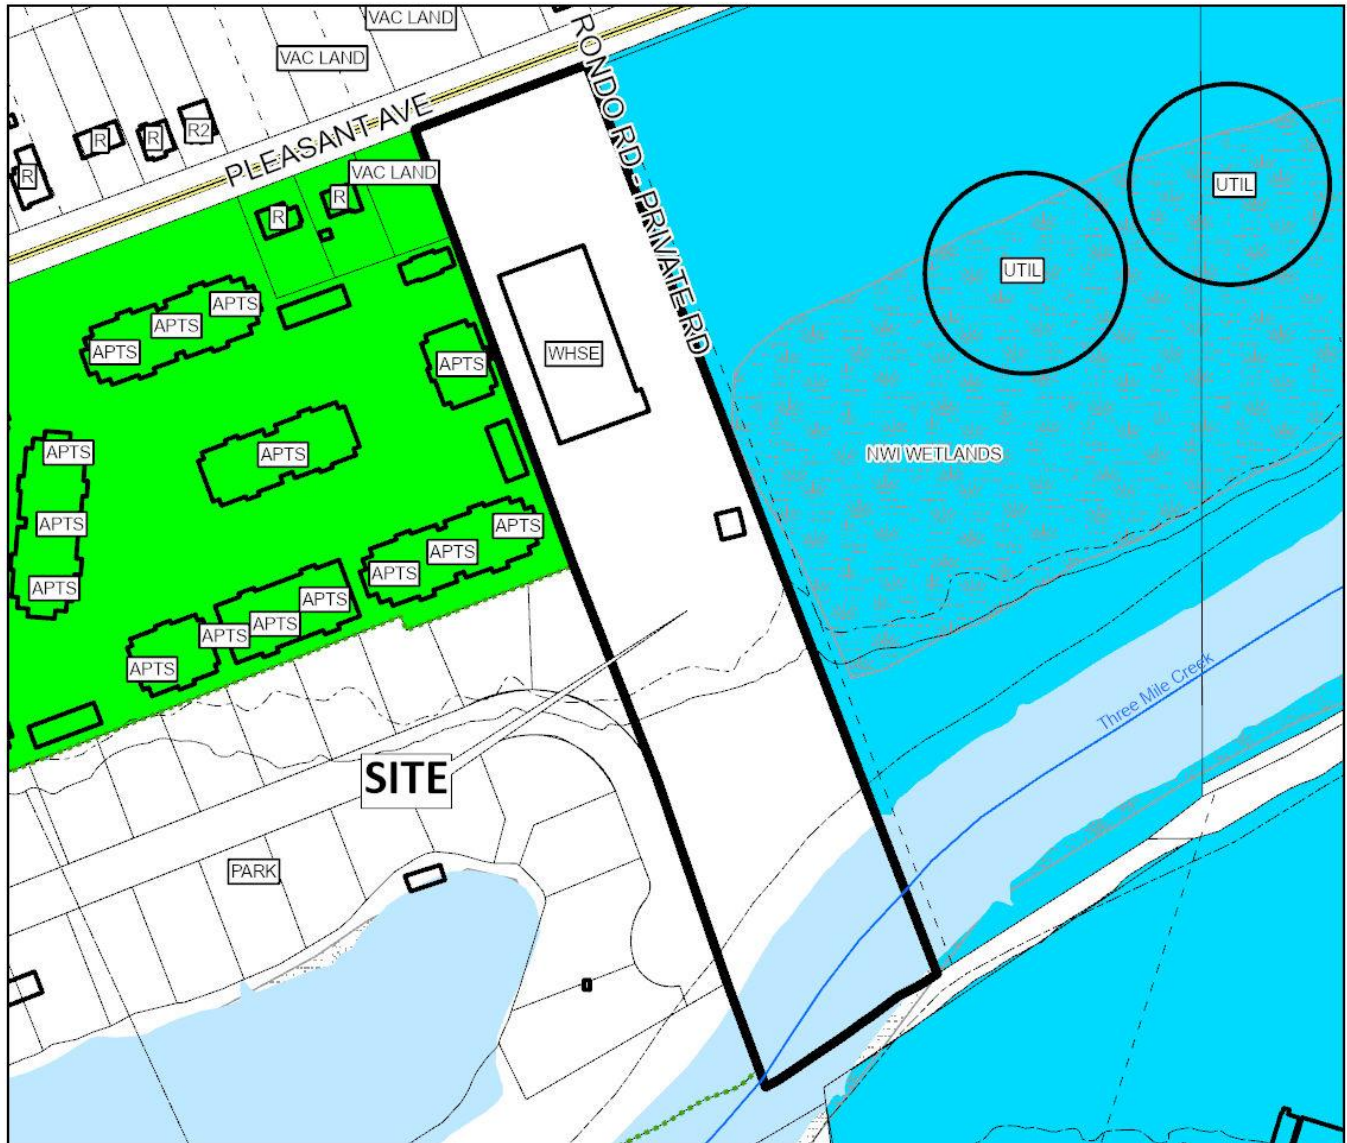 VAC LAND
VAC LAND
RONDO RD - PRIVATE RD
PLEASANT AVE
R
R
R2
R
VAC LAND
R
R
UTIL
UTIL
APTS
APTS
APTS
APTS
WHSE
APTS
APTS
NWI WETLANDS
APTS
APTS
APTS
APTS
APTS
APTS
APTS
APTS
APTS
APTS
Three Mile Creek
SITE
PARK